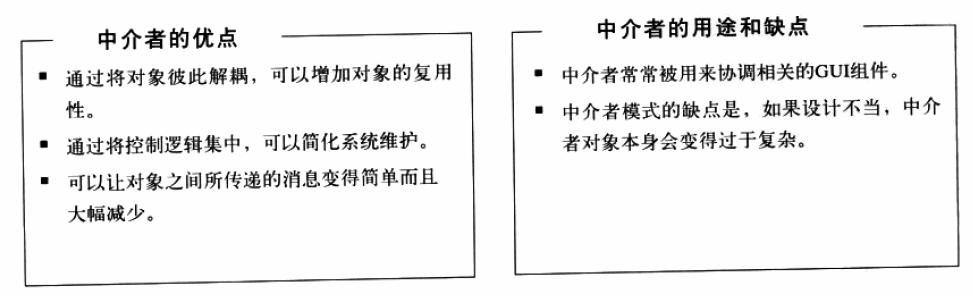 中介者的优点
■ 通过将对象彼此解耦，可以增加对象的复用
性。
■ 通过将控制逻辑集中，可以简化系统维护。
■ 可以让对象之间所传递的消息变得简单而且
大幅减少。
中介者的用途和缺点
■ 中介者常常被用来协调相关的GUI组件。
■ 中介者模式的缺点是，如果设计不当，中介
者对象本身会变得过于复杂。